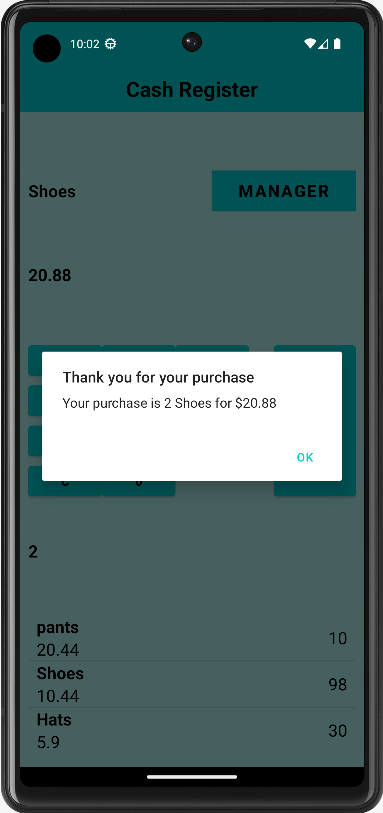 10:02
Cash Register
Shoes
MANAGER
20.88
Thank you for your purchase
Your purchase is 2 Shoes for $20.88
OK
2
pants
20.44
10
Shoes
10.44
98
Hats
5.9
30